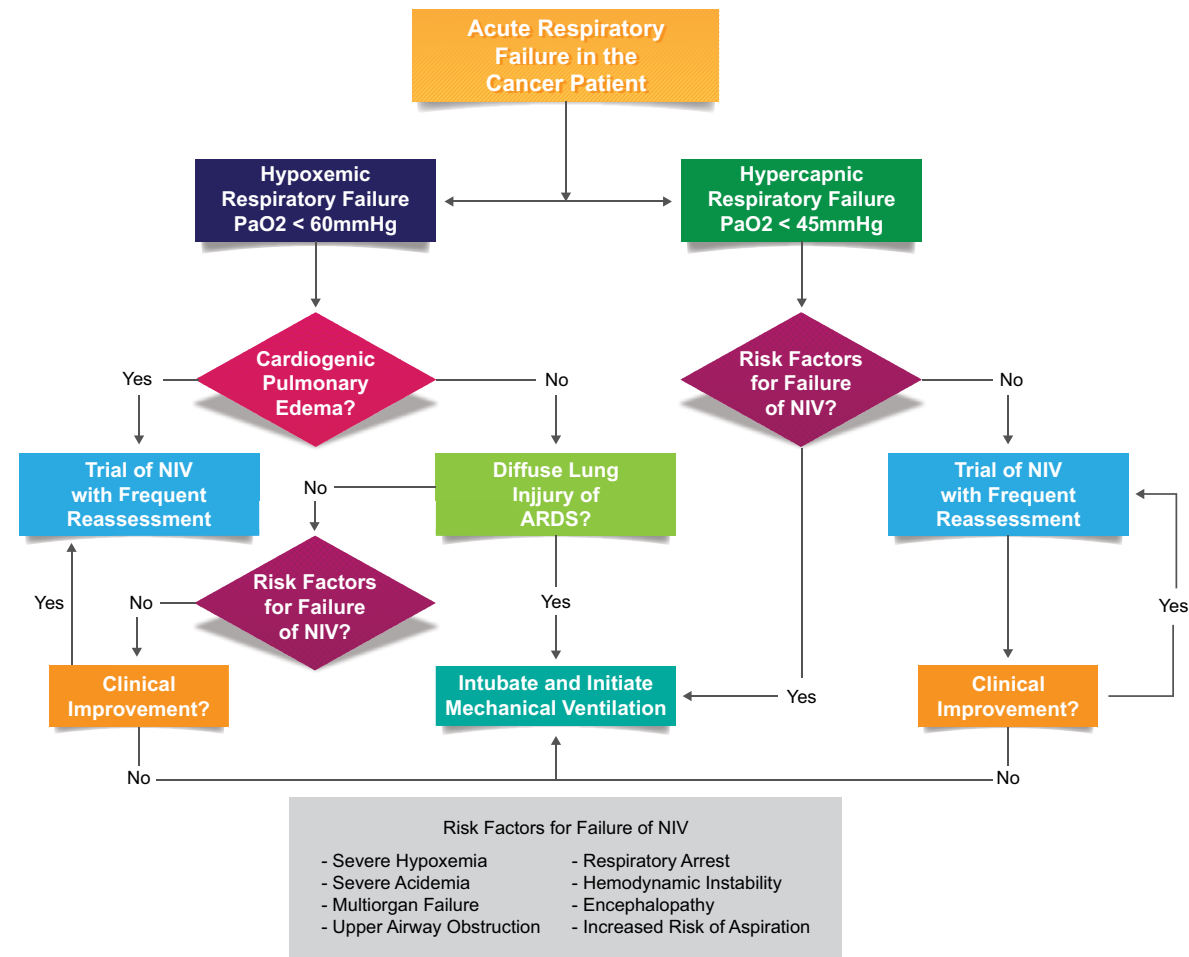 Acute Respiratory
Failure in the
Cancer Patient
Hypoxemic
Respiratory Failure
PaO2 < 60mmHg
Hypercapnic
Respiratory Failure
PaO2 < 45mmHg
Cardiogenic
Pulmonary
Edema?
Yes
No
Risk Factors
for Failure
of NIV?
No
Trial of NIV
with Frequent
Reassessment
No
Diffuse Lung
Injjury of
ARDS?
Trial of NIV
with Frequent
Reassessment
Risk Factors
for Failure
of NIV?
Yes
No
Yes
Yes
Clinical
Improvement?
Intubate and Initiate
Mechanical Ventilation
Yes
Clinical
Improvement?
No
No
Risk Factors for Failure of NIV
- Severe Hypoxemia
- Severe Acidemia
- Multiorgan Failure
- Upper Airway Obstruction
- Respiratory Arrest
- Hemodynamic Instability
- Encephalopathy
- Increased Risk of Aspiration